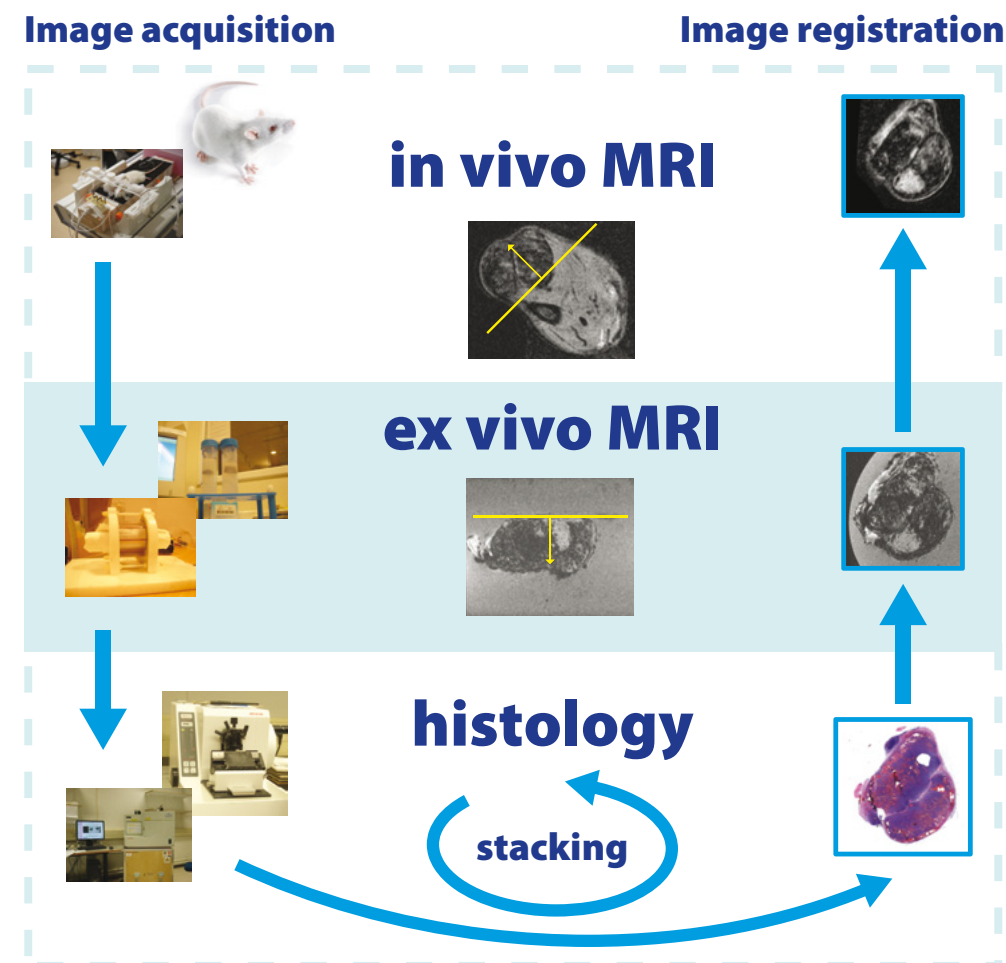 Image acquisition
Image registration
in vivo MRI
ex vivo MRI
histology
stacking